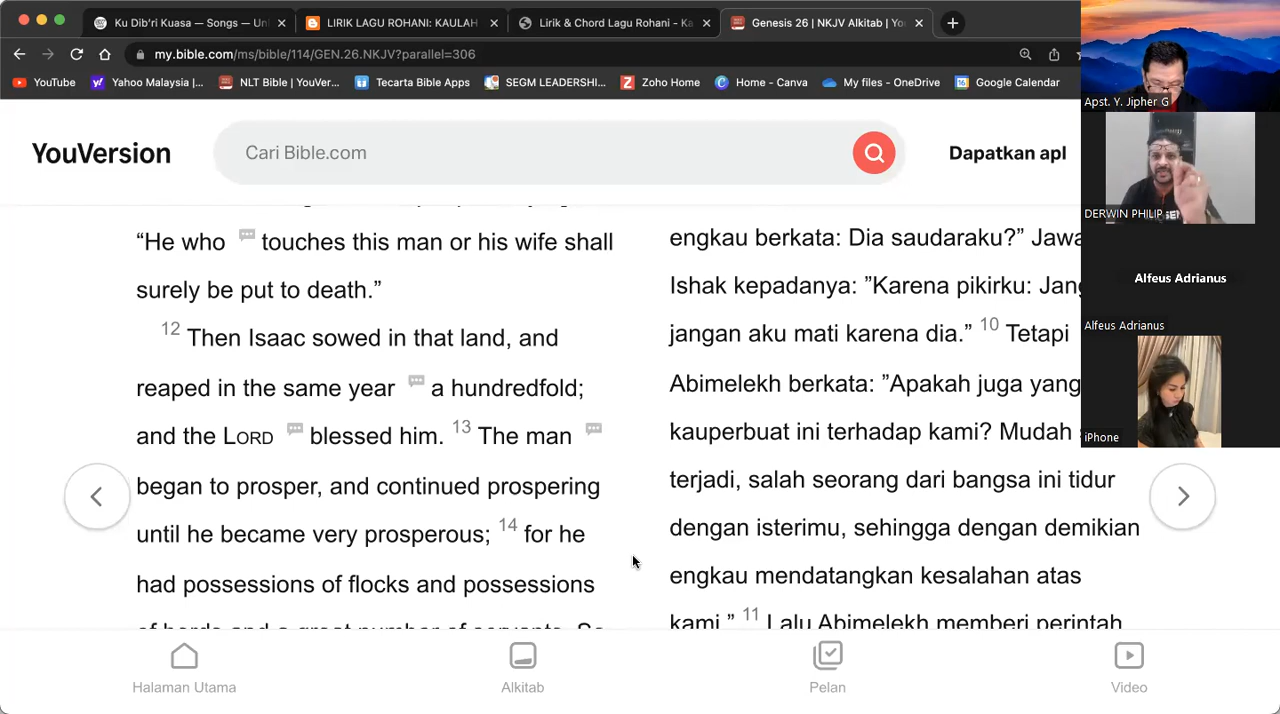 Ku Dib'ri Kuasa — Songs — Un
LIRIK LAGU ROHANI: KAULAH
Lirik & Chord Lagu Rohani - Ka
Genesis 26 | NKJV Alkitab | Yo
my.bible.com/ms/bible/114/GEN.26.NKJV?parallel=306
YouTube
Yahoo Malaysia |...
NLT Bible | YouVer...
Tecarta Bible Apps
SEGM LEADERSHI...
Zoho Home
Home - Canva
My files - OneDrive
Google Calendar
YouVersion
Cari Bible.com
Dapatkan apl
“He who touches this man or his wife shall
surely be put to death.”
12 Then Isaac sowed in that land, and
reaped in the same year a hundredfold;
and the LORD blessed him. 13 The man
began to prosper, and continued prospering
until he became very prosperous; 14 for he
had possessions of flocks and possessions
of herds and a great number of servants. So
engkau berkata: Dia saudaraku?” Jawa
Ishak kepadanya: ”Karena pikirku: Jang
jangan aku mati karena dia.” 10 Tetapi
Abimelekh berkata: ”Apakah juga yang
kauperbuat ini terhadap kami? Mudah
terjadi, salah seorang dari bangsa ini tidur
dengan isterimu, sehingga dengan demikian
engkau mendatangkan kesalahan atas
kami.” 11 Lalu Abimelekh memberi perintah
Halaman Utama
Alkitab
Pelan
Video
Apst. Y. Jipher G
DERWIN PHILIP
Alfeus Adrianus
Alfeus Adrianus
iPhone